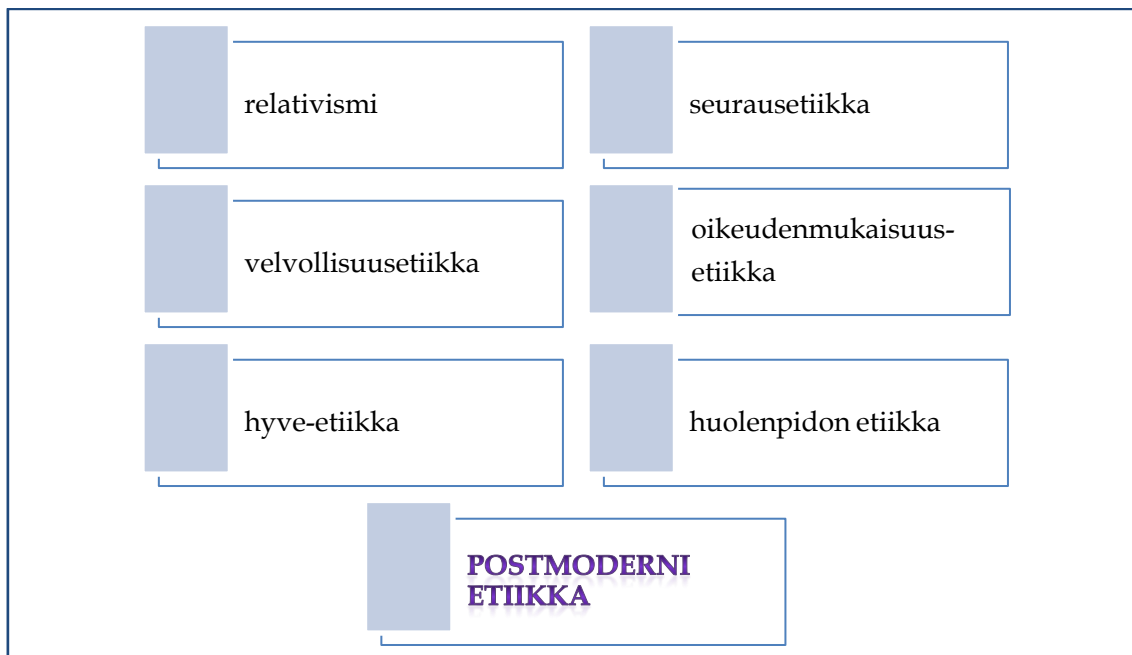 relativismi
seurausetiikka
velvollisuusetiikka
oikeudenmukaisuus-
etiikka
hyve-etiikka
huolenpidon etiikka
POSTMODERNI
ETIIKKA